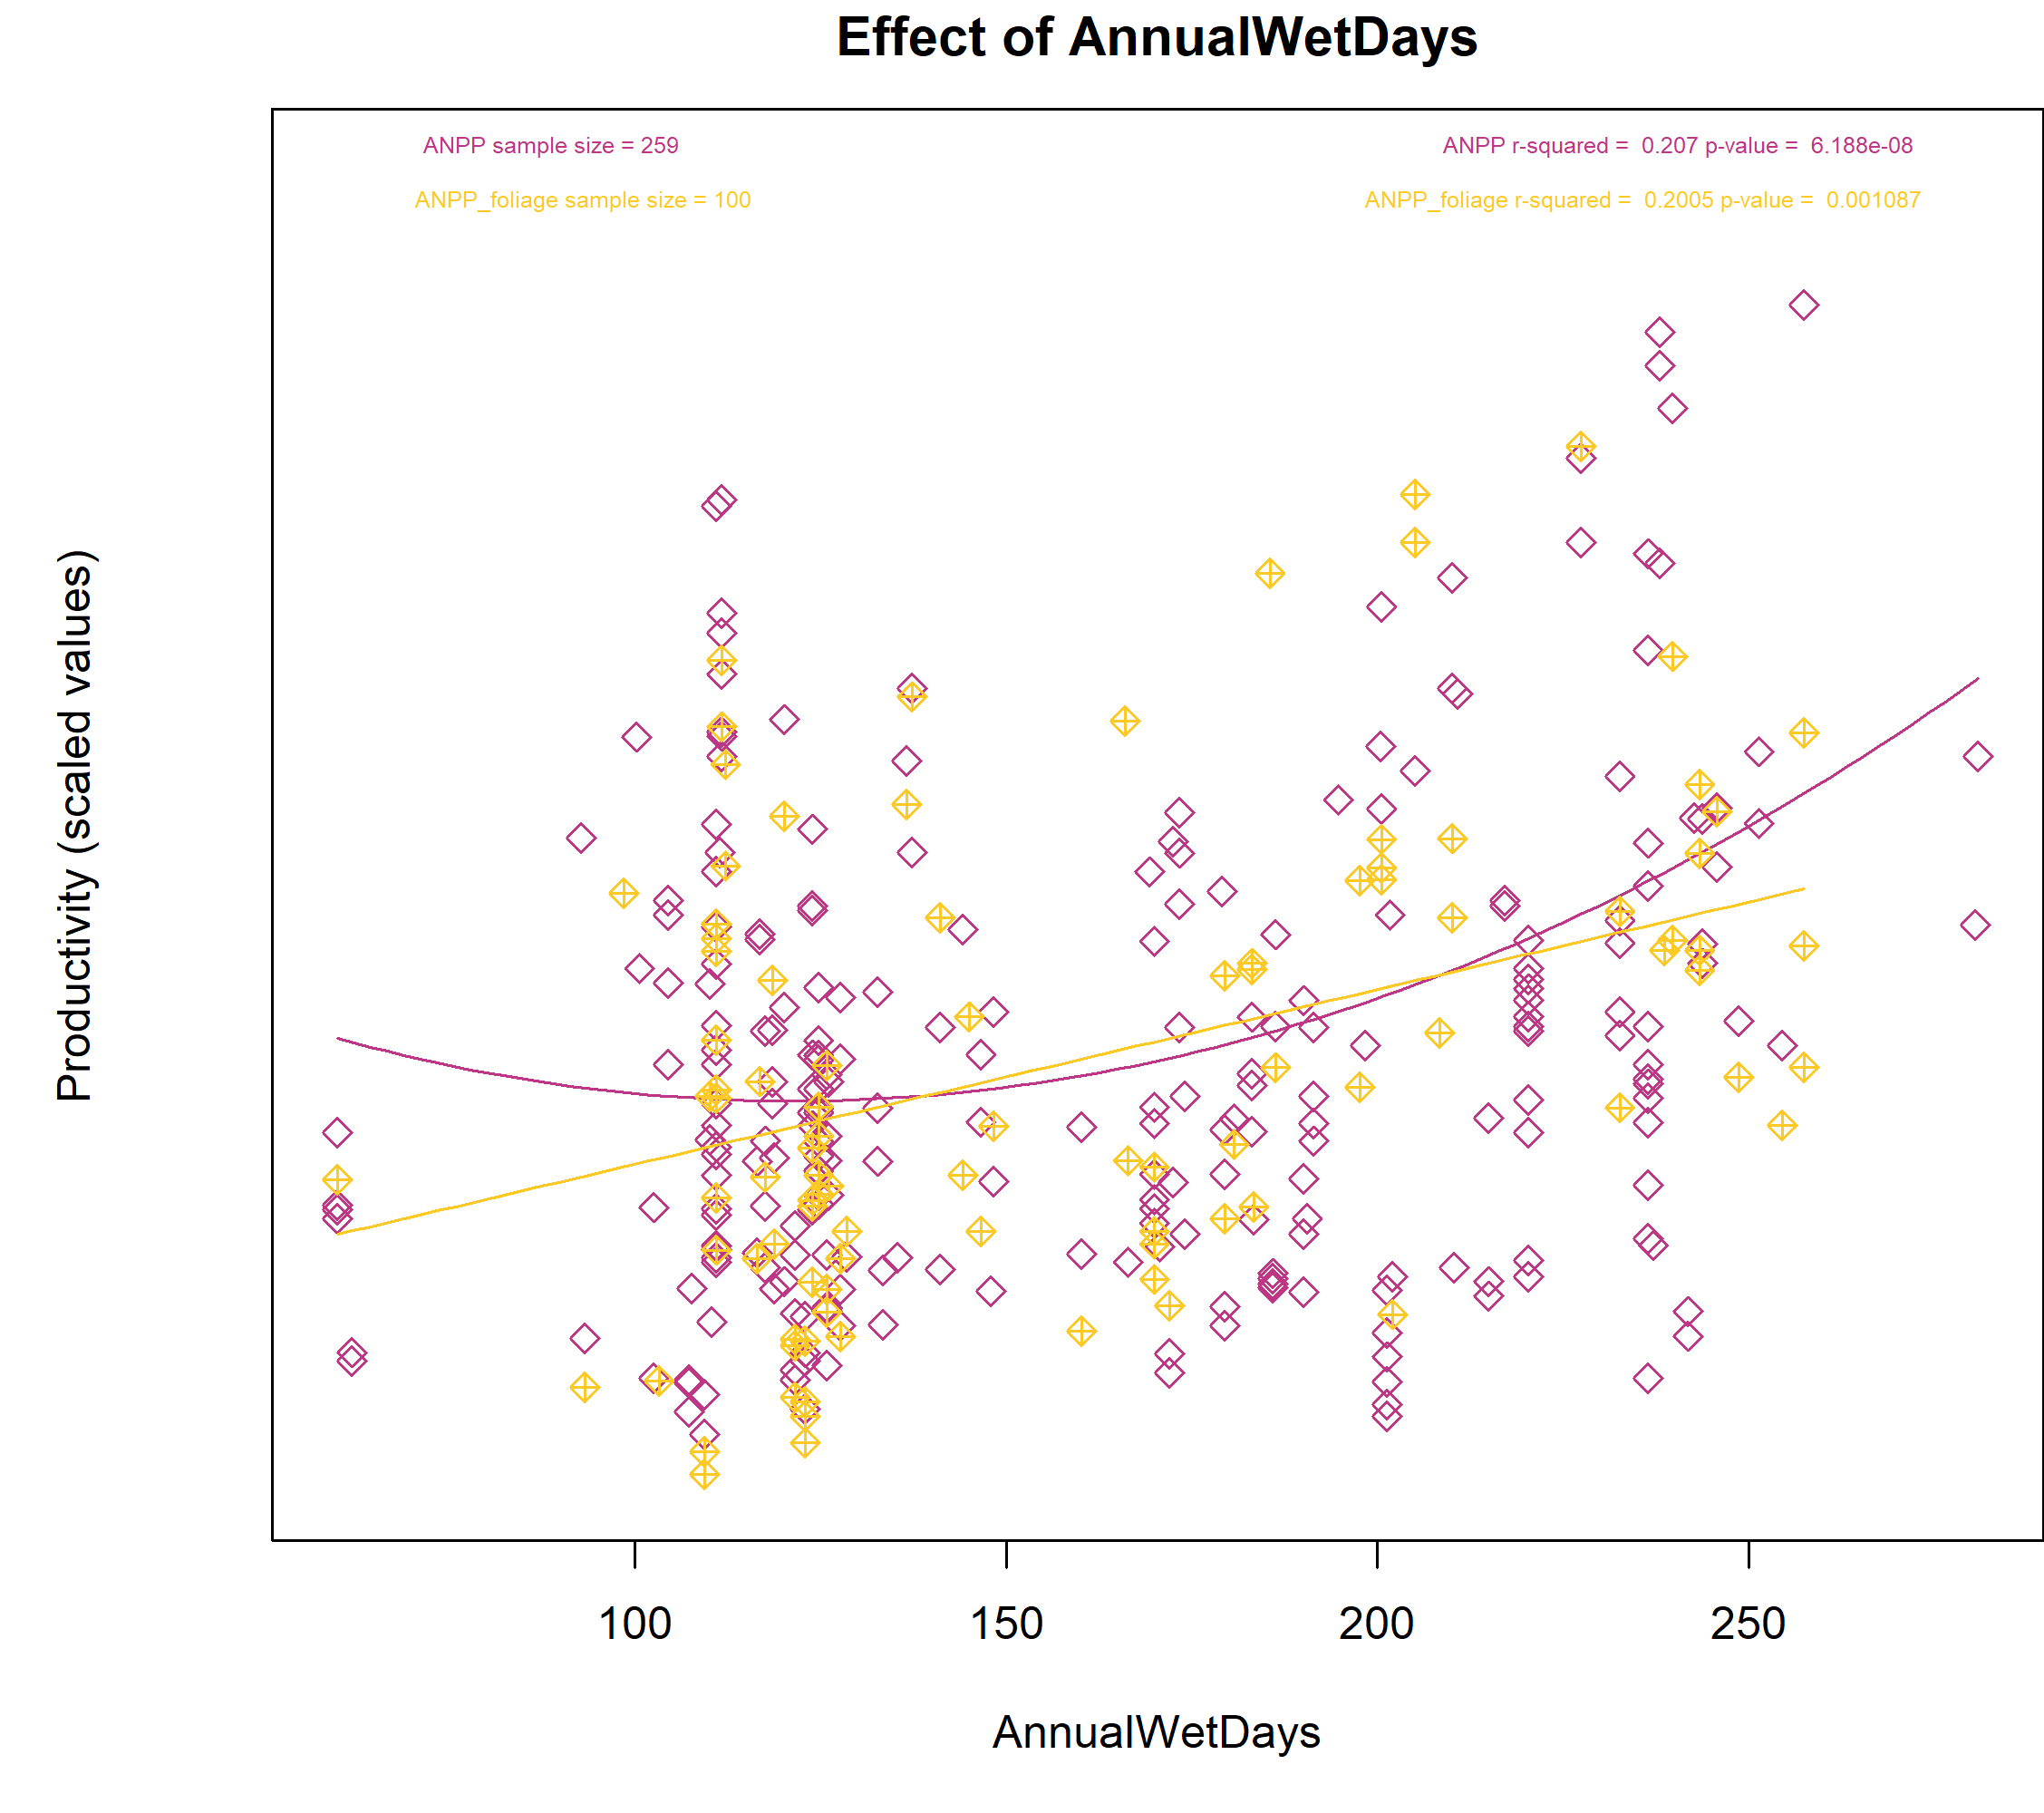 Effect of AnnualWetDays
ANPP sample size = 259
ANPP r-squared =  0.207 p-value =  6.188e-08
ANPP_foliage sample size = 100
ANPP_foliage r-squared =  0.2005 p-value =  0.001087
Productivity (scaled values)
100
150
200
250
AnnualWetDays